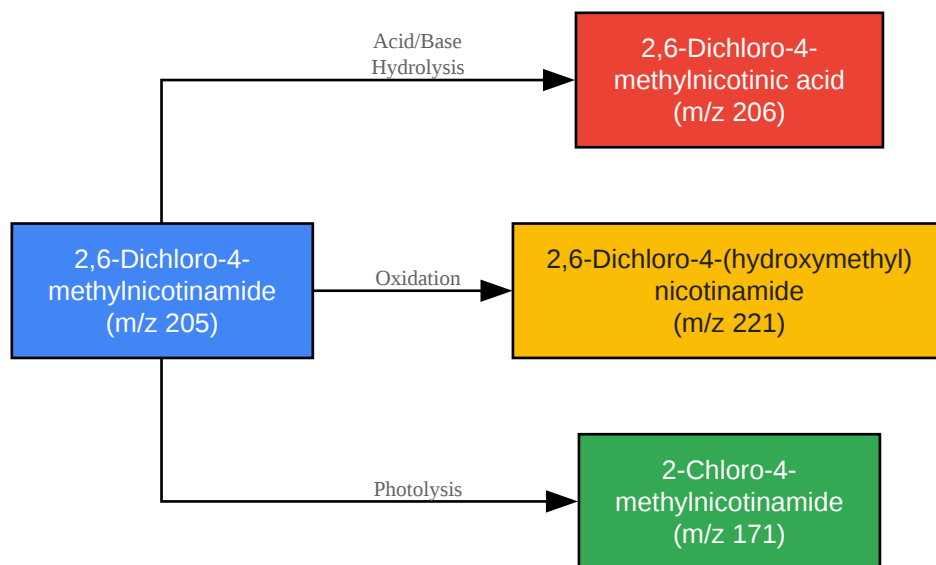 Acid/Base
Hydrolysis
2,6-Dichloro-4-
methylnicotinic acid
(m/z 206)
2,6-Dichloro-4-
methylnicotinamide
(m/z 205)
Oxidation
2,6-Dichloro-4-(hydroxymethyl)
nicotinamide
(m/z 221)
Photolysis
2-Chloro-4-
methylnicotinamide
(m/z 171)